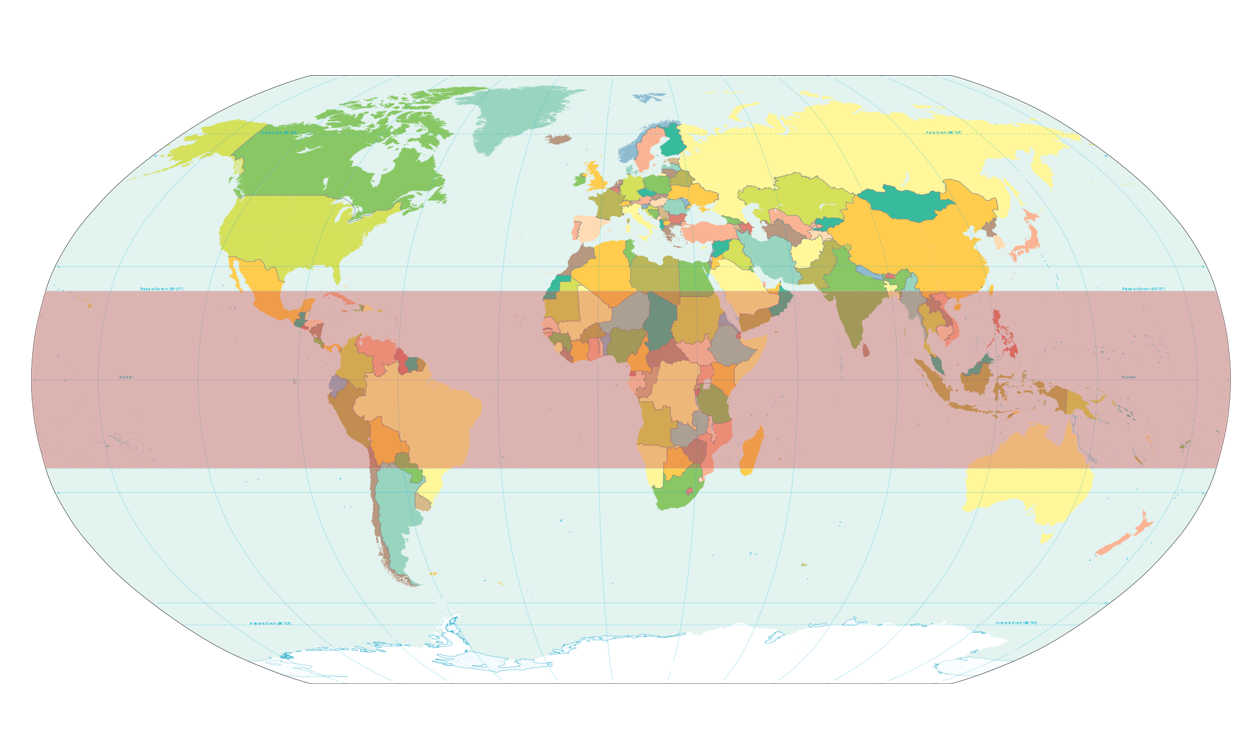 Arctic Circle (66°33')
Arctic Circle (66°33')
Tropic of Cancer (23°27')
Tropic of Cancer (23°27')
Equator
Equator
Antarctic Circle (66°33')
Antarctic Circle (66°33')